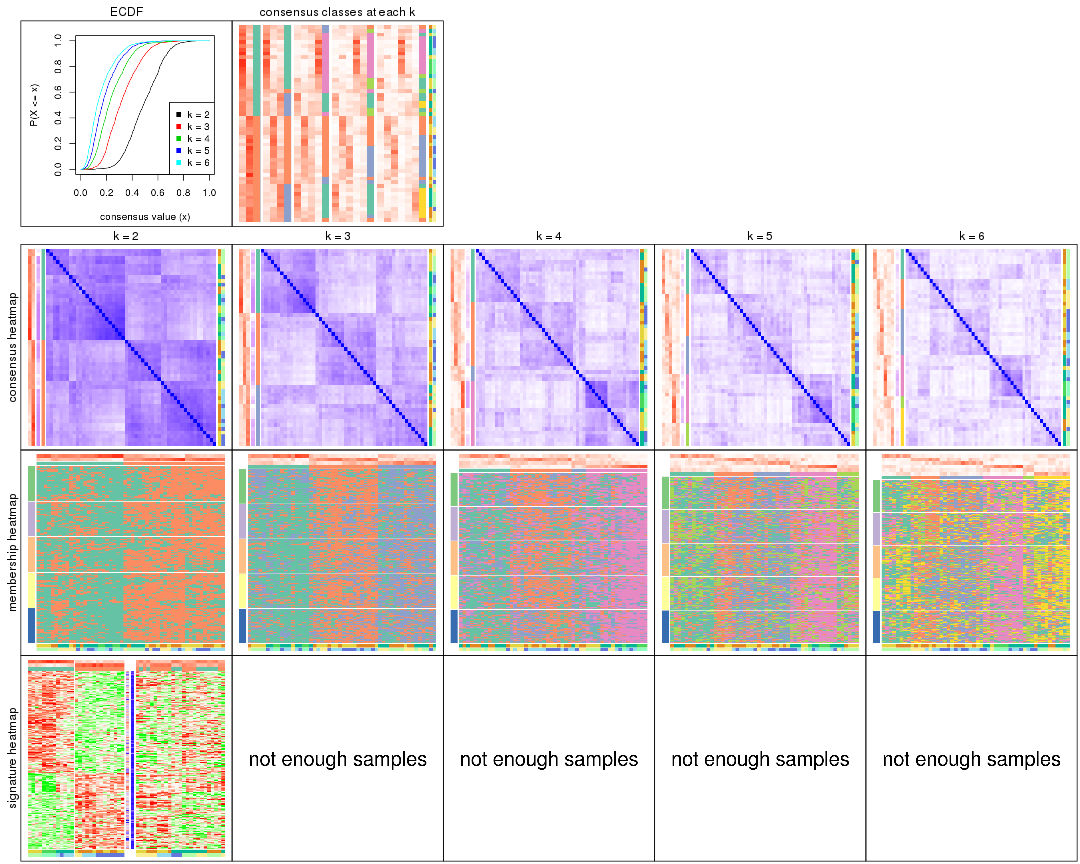 ECDF
consensus classes at each k
P(X <= x)
0.0 0.2 0.4 0.6 0.8 1.0
k = 2
k = 3
k = 4
k = 5
k = 6
0.0 0.2 0.4 0.6 0.8 1.0
consensus value (x)
k = 2 k = 3 k = 4 k = 5 k = 6
consensus heatmap
membership heatmap
signature heatmap
not enough samples not enough samples not enough samples not enough samples